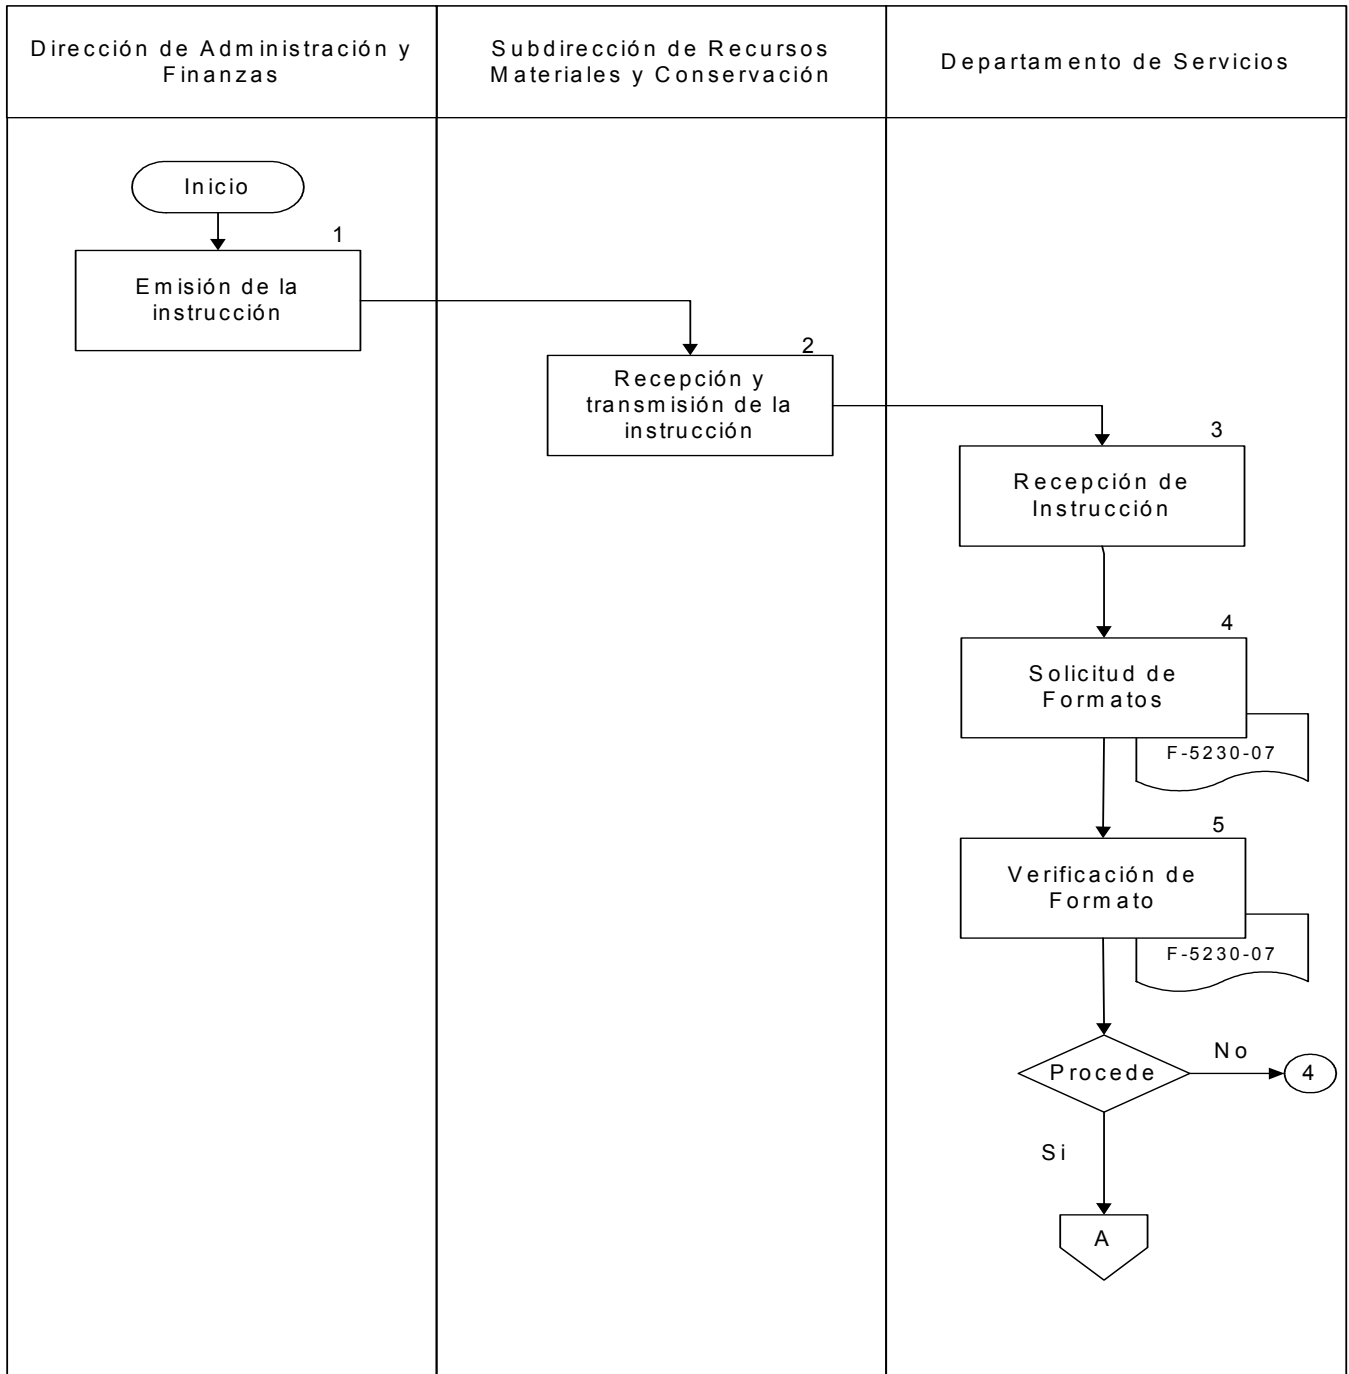 Dirección de Administración y
Finanzas
Subdirección de Recursos
Materiales y Conservación
Departamento de Servicios
Inicio
1
Emisión de la
instrucción
2
Recepción y
transmisión de la
instrucción
3
Recepción de
Instrucción
4
Solicitud de
Formatos
F-5230-07
5
Verificación de
Formato
F-5230-07
Procede
No
4
Si
A